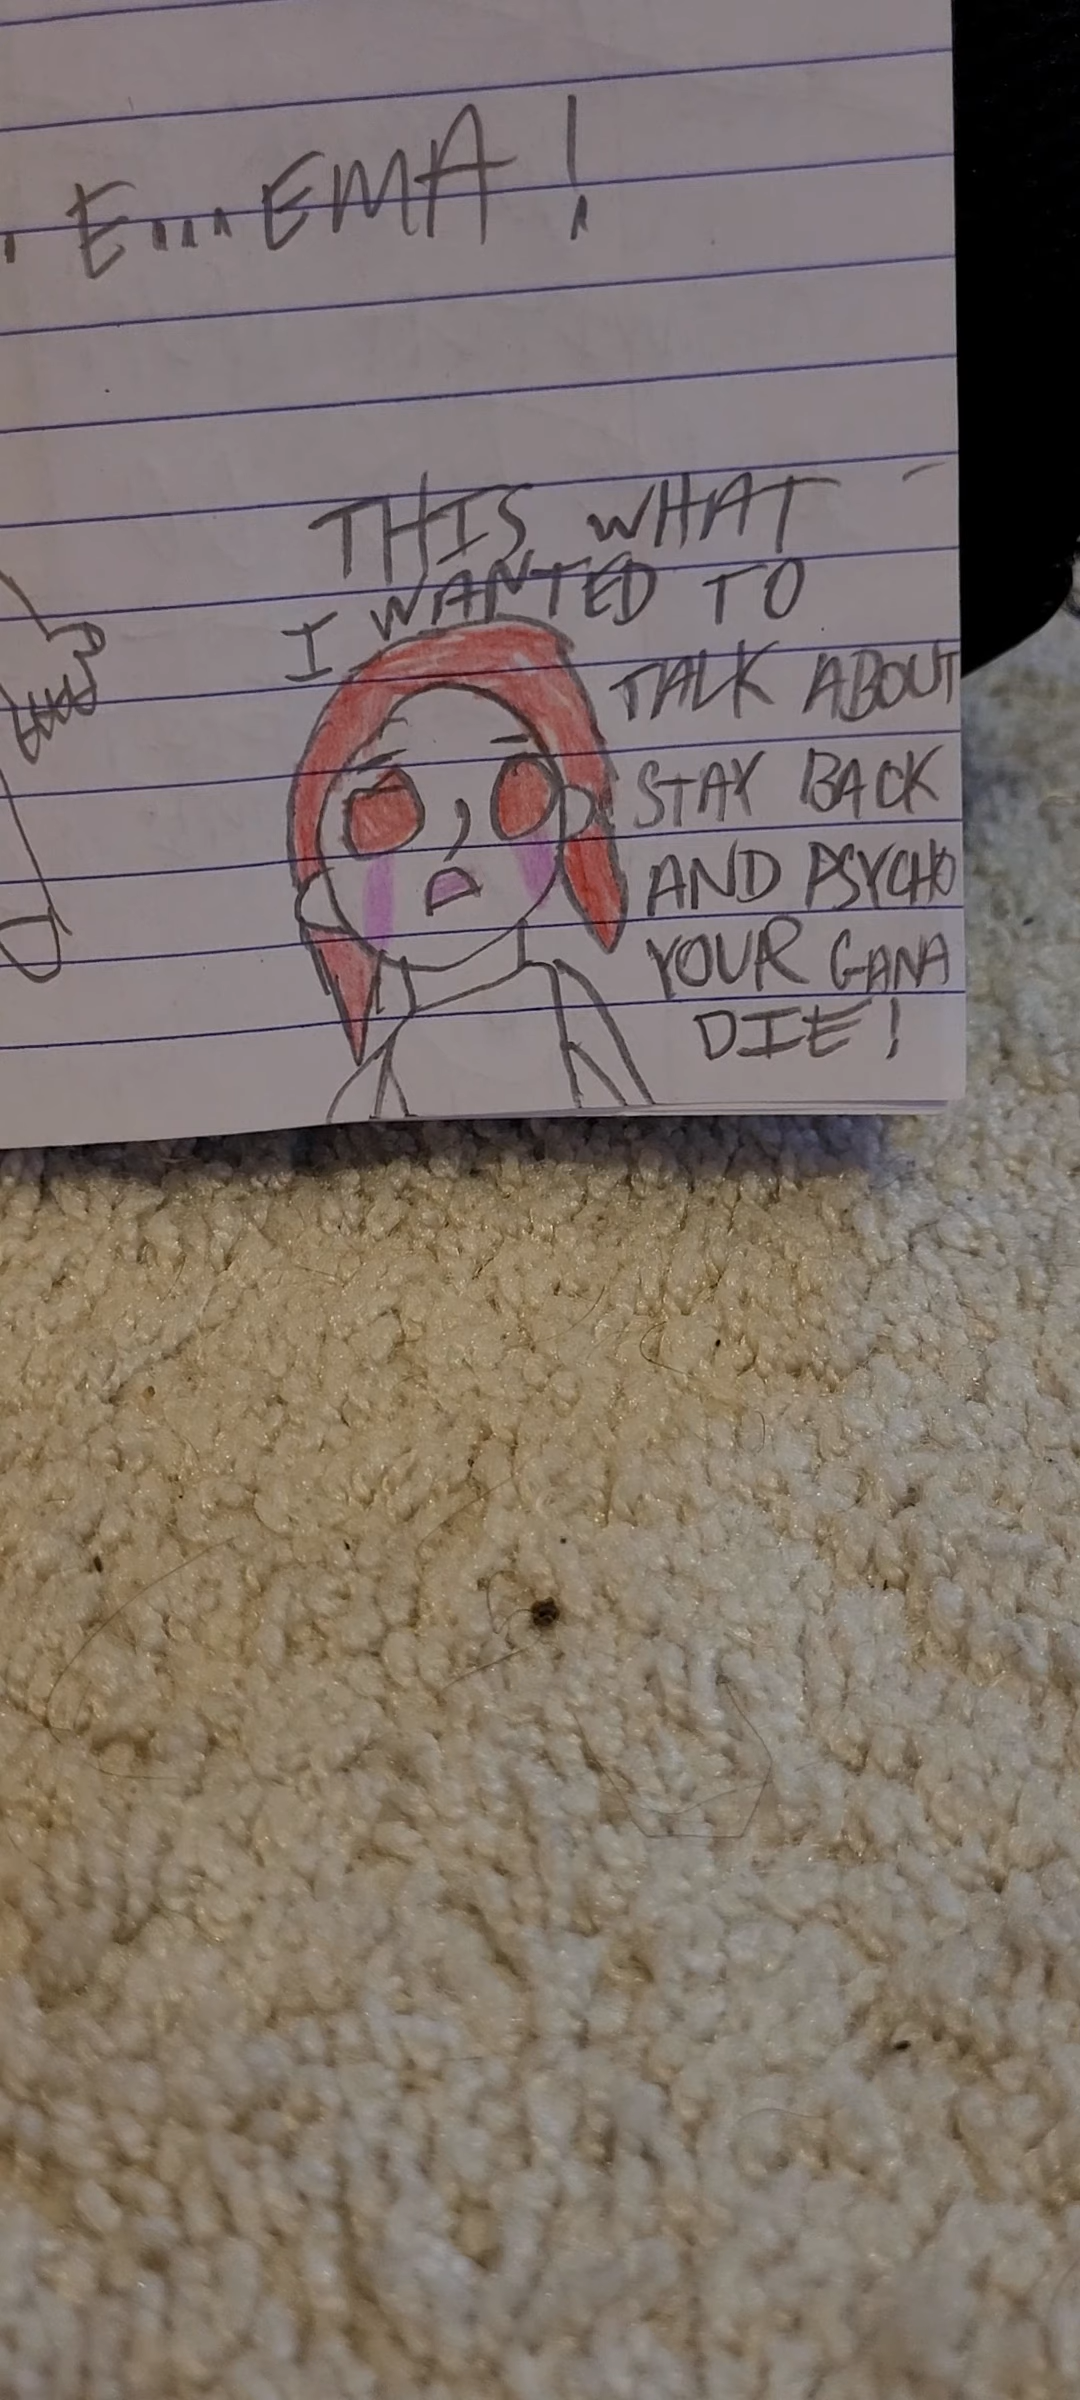 . E...EMA!
THIS WHAT
I WANTED TO
TALK ABOUT
STAY BACK
AND PSYCHO
YOUR GANA
DIE!